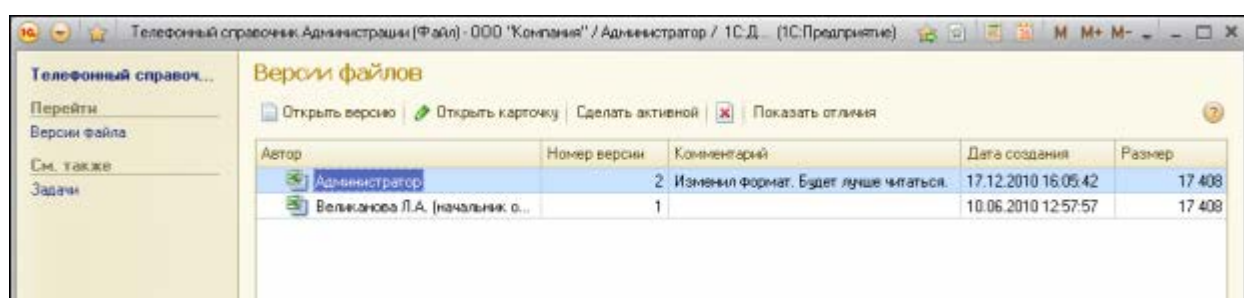 Телефонный справочник Администрации (Файл) - ООО "Компания" / Администратор / 1С:Д... (1С:Предприятие) M M+ M-
Телефонный справоч...
Перейти
Версии файла
См. также
Задачи
Версии файлов
Открыть версию Открыть карточку Сделать активной Показать отличия
Автор Номер версии Комментарий Дата создания Размер
Администратор 2 Изменил формат. Будет лучше читаться. 17.12.2010 16:05:42 17 408
Великанова Л.А. (начальник о... 1 10.06.2010 12:57:57 17 408